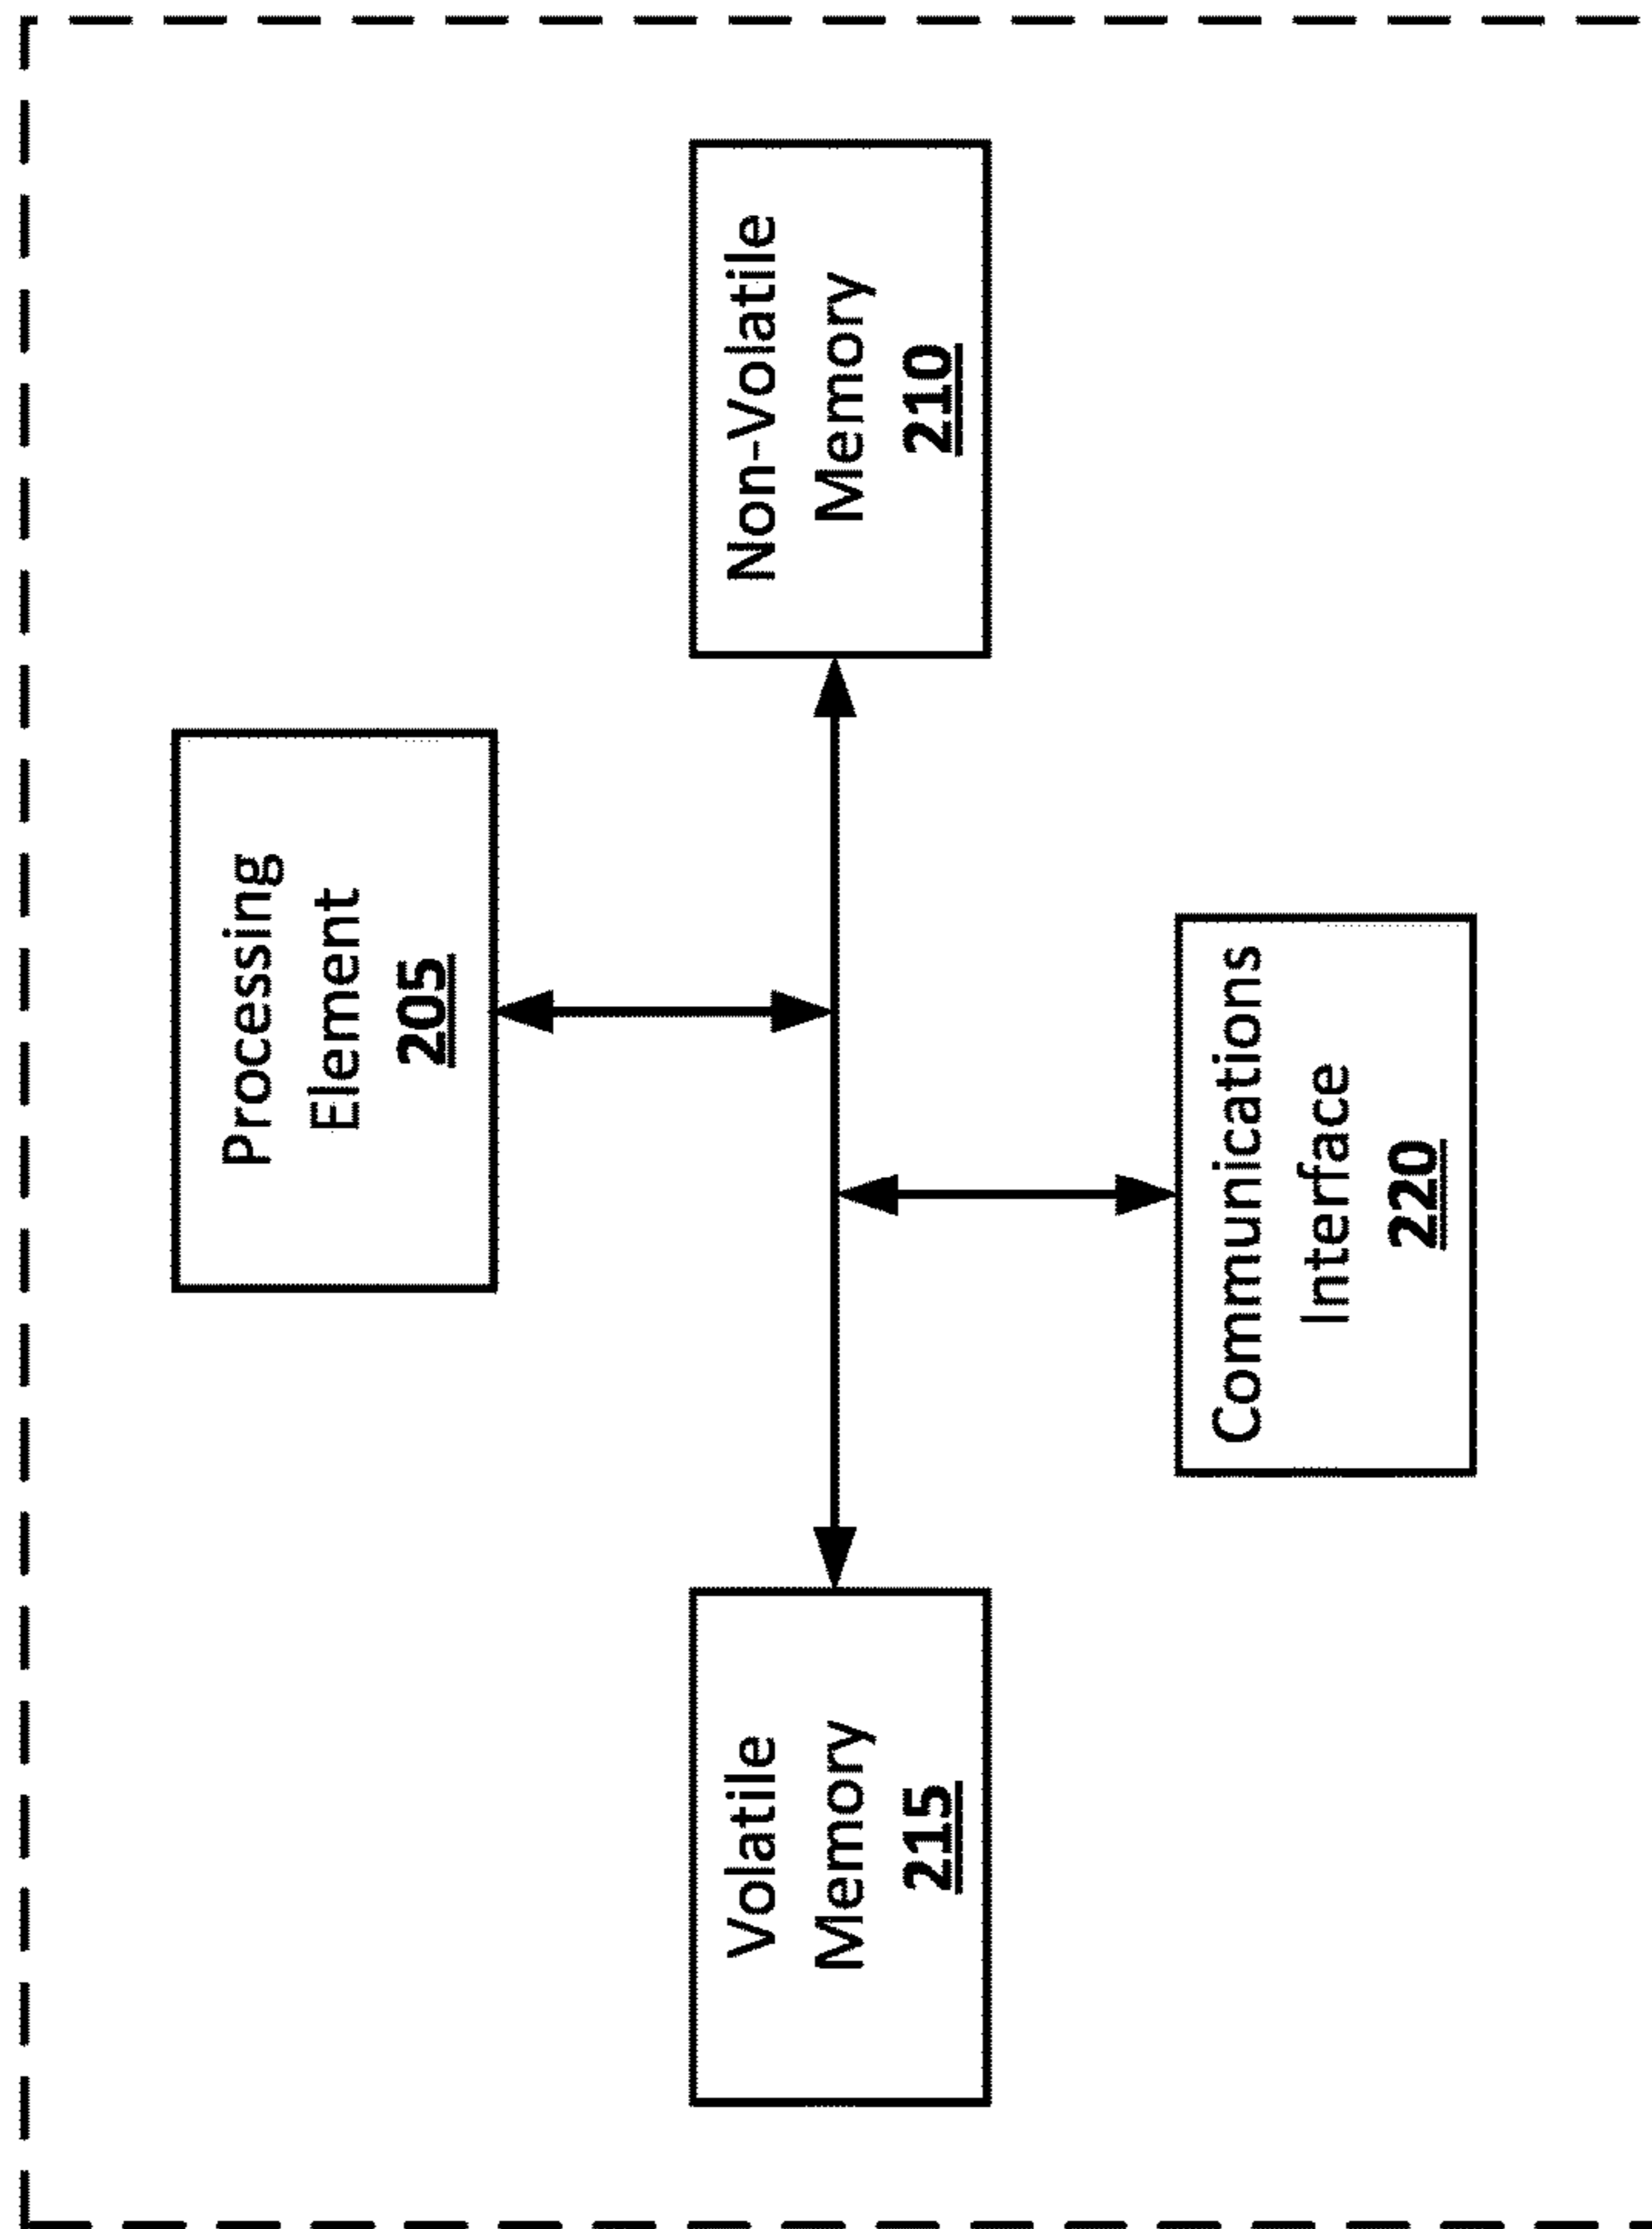 Processing
Element
205
Volatile
Memory
215
Non-Volatile
Memory
210
Communications
Interface
220